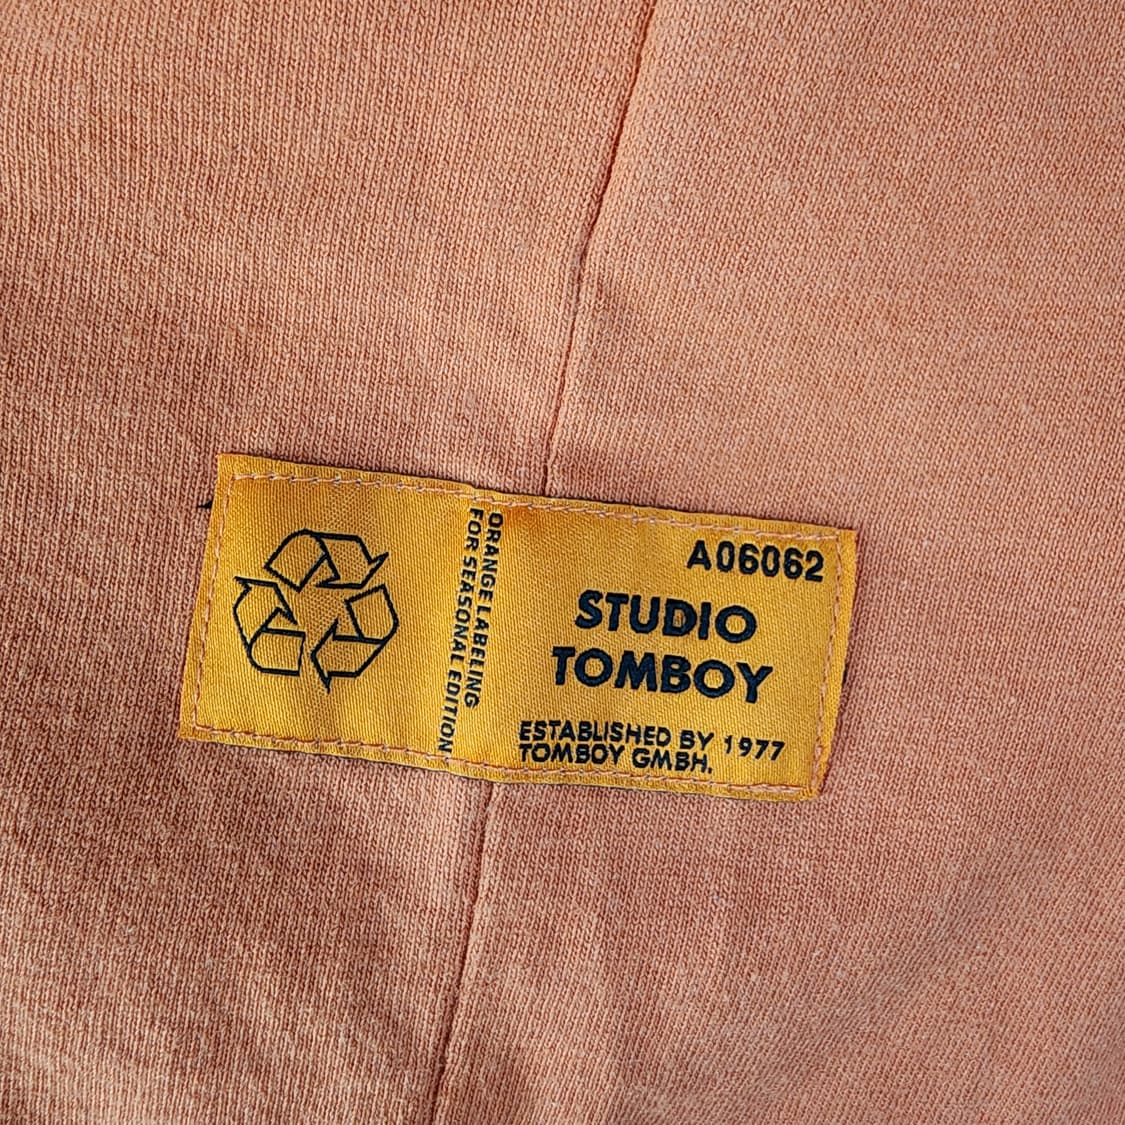 ORANGE LABELING
FOR SEASONAL EDITION.
A06062
STUDIO
TOMBOY
ESTABLISHED BY 1977
TOMBOY GMBH.